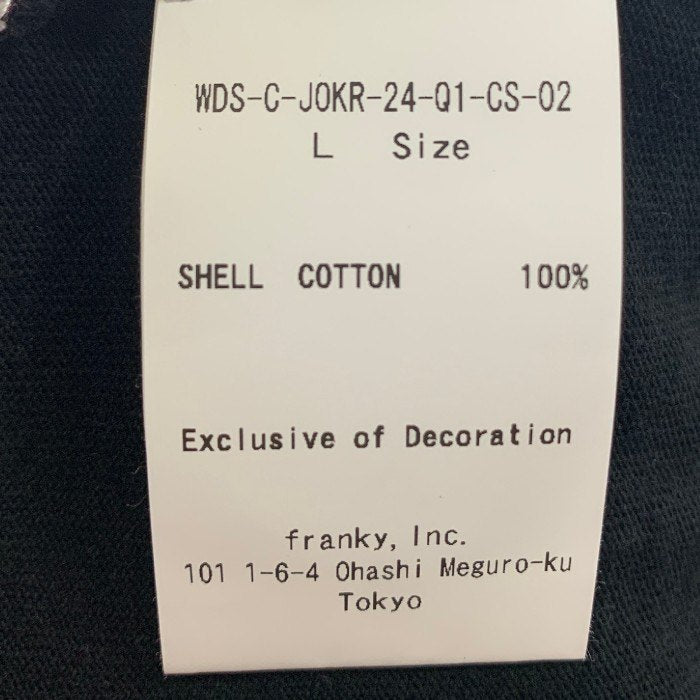 WDS-C-JOKR-24-Q1-CS-02
L Size
SHELL COTTON 100%
Exclusive of Decoration
franky, Inc.
101 1-6-4 Ohashi Meguro-ku
Tokyo